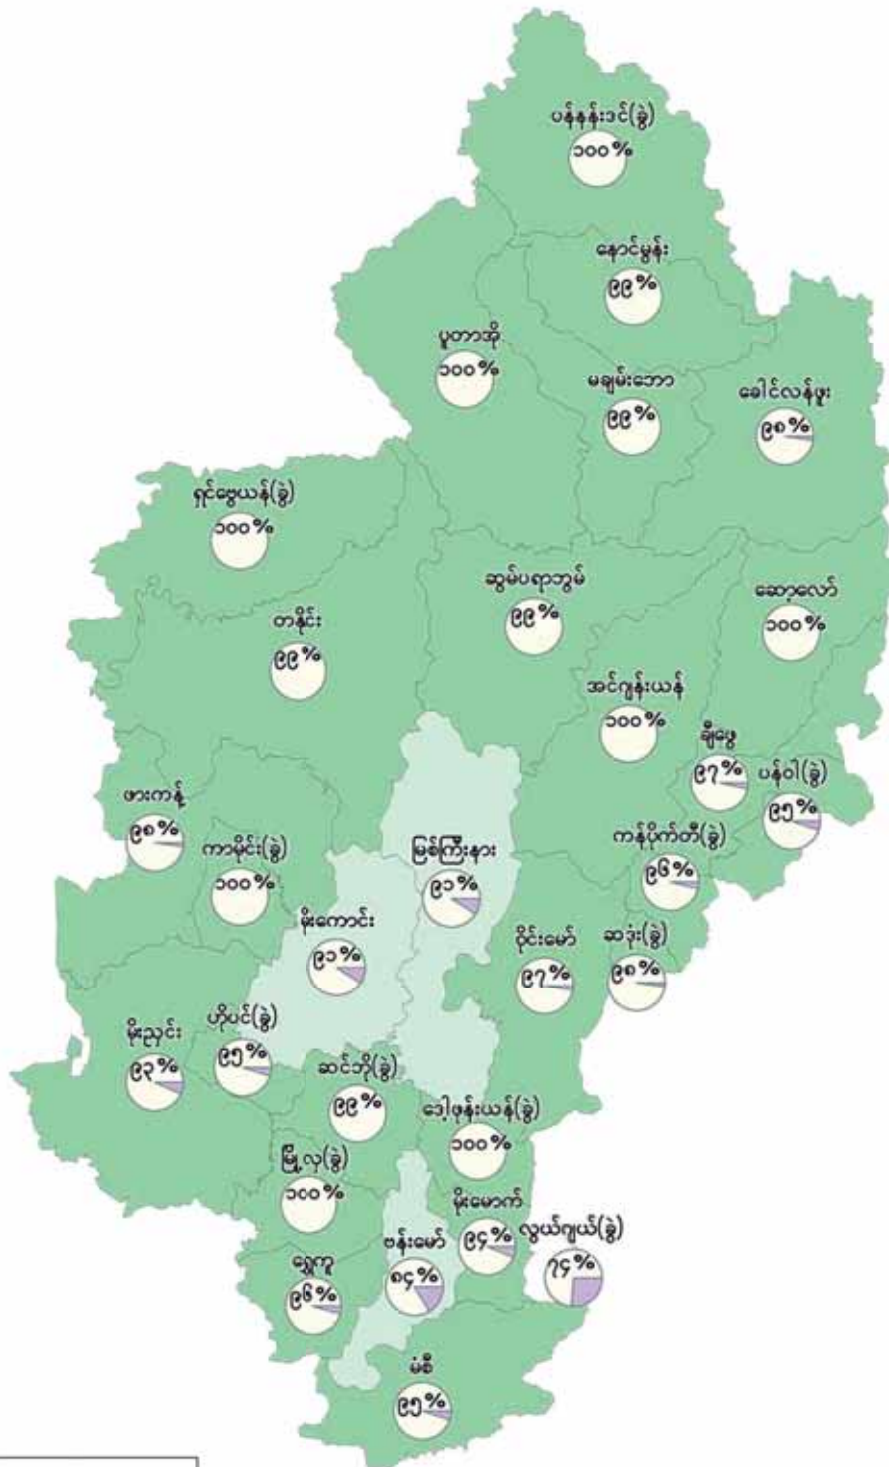 ပန်နန်းဒင်(ခွဲ)
၁၀၀%
နောင်မွန်း
၉၉%
ပူတာအို
၁၀၀%
မချမ်းဘော
၉၉%
ခေါင်လန်ဖူး
၉၈%
ရှင်ဗွေယန်(ခွဲ)
၁၀၀%
ဆွမ်ပရာဘွမ်
၉၉%
ဆော့လော်
၁၀၀%
တနိုင်း
၉၉%
အင်ဂျန်းယန်
၁၀၀%
ချီဖွေ
၉၇%
ပန်ဝါ(ခွဲ)
၉၅%
ဖားကန့်
၉၈%
ကာမိုင်း(ခွဲ)
၁၀၀%
မြစ်ကြီးနား
၉၁%
ကန်ပိုက်တီ(ခွဲ)
၉၆%
မိုးကောင်း
၉၁%
ဝိုင်းမော်
၉၇%
ဆဒုံး(ခွဲ)
၉၈%
မိုးညှင်း
၉၃%
ဟိုပင်(ခွဲ)
၉၅%
ဆင်ဘို(ခွဲ)
၉၉%
ဒေါ့ဖုန်းယန်(ခွဲ)
၁၀၀%
မြို့လှ(ခွဲ)
၁၀၀%
မိုးမောက်
၉၄%
လွယ်ဂျယ်(ခွဲ)
၇၄%
ရွှေကူ
၉၆%
ဗန်းမော်
၈၄%
မံစီ
၉၅%